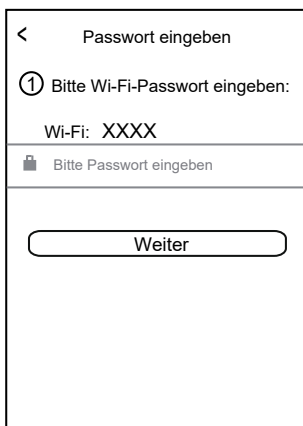 < Passwort eingeben
① Bitte Wi-Fi-Passwort eingeben:
Wi-Fi: XXXX
Bitte Passwort eingeben
Weiter